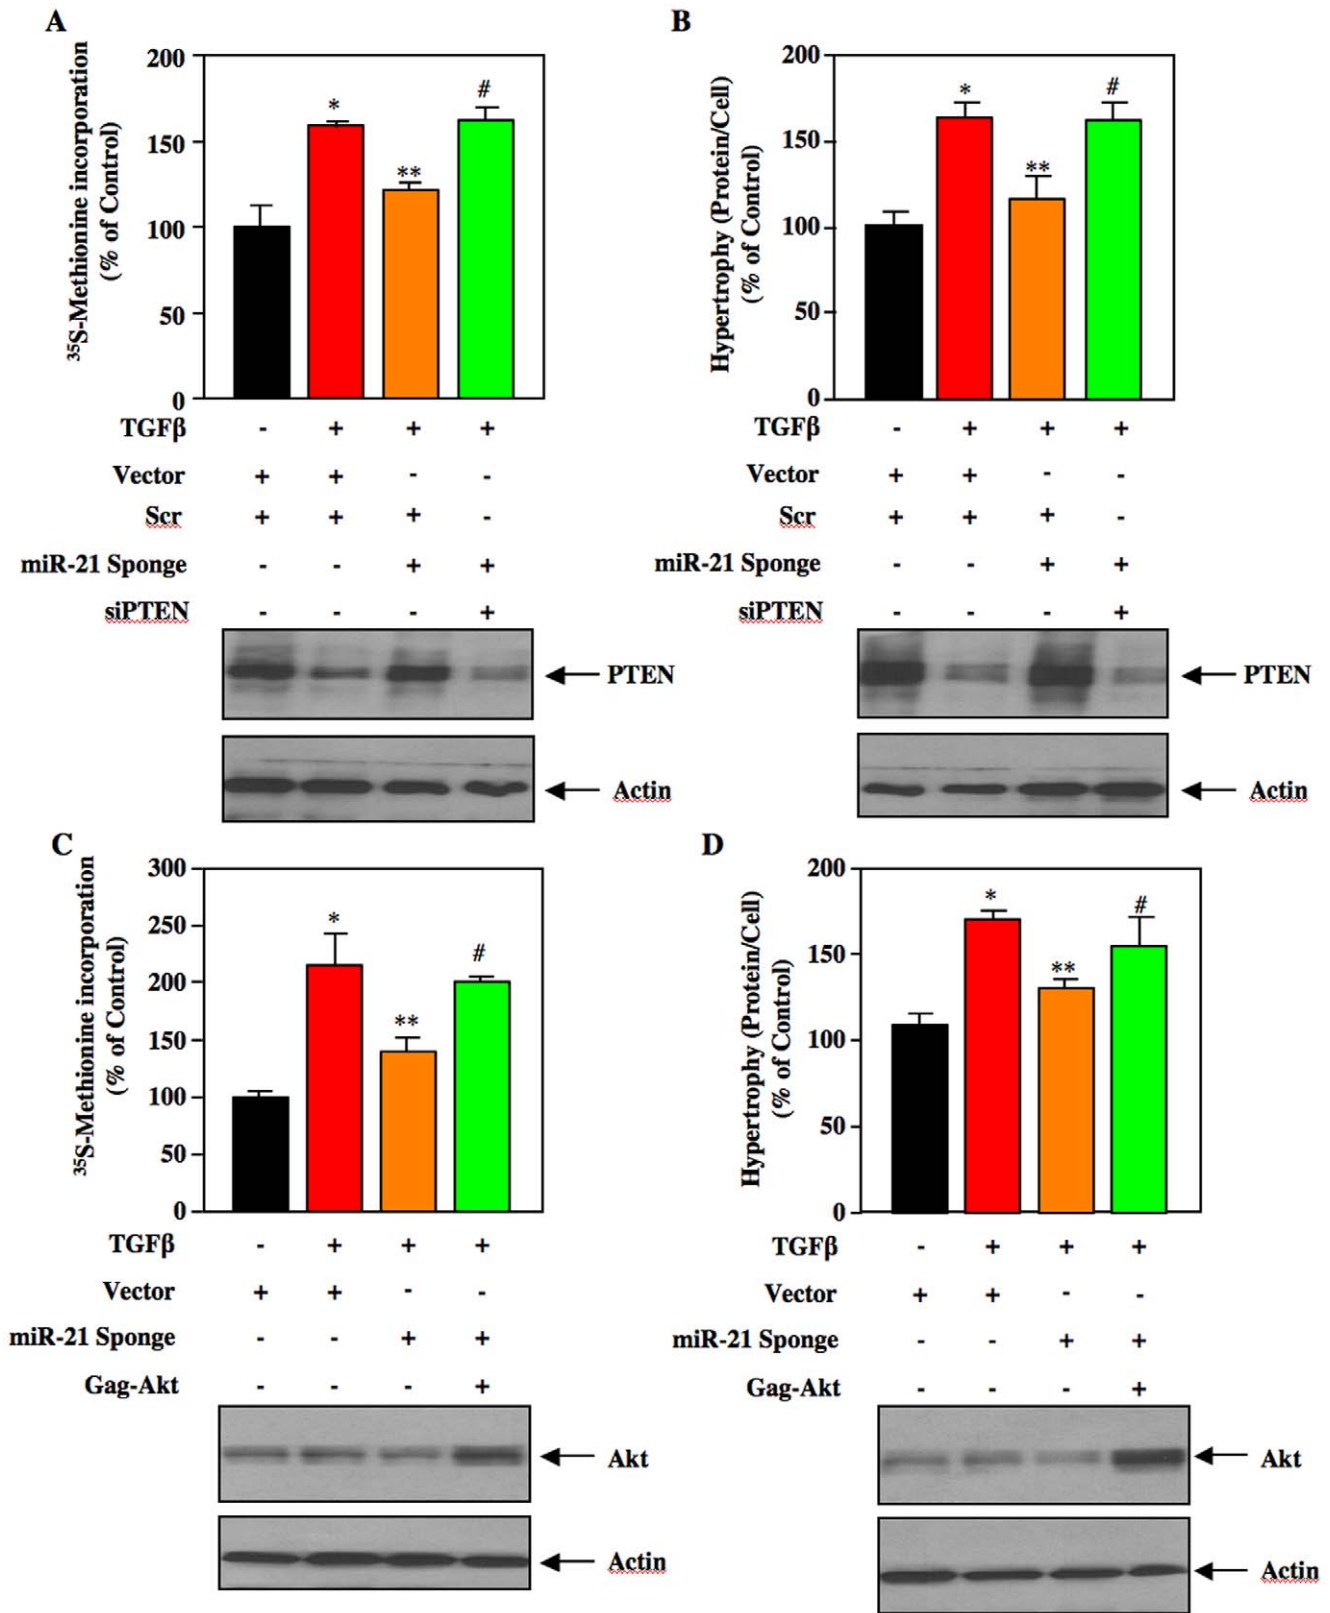 A
³⁵S-Methionine incorporation
(% of Control)
200
150
100
50
0
*
**
#
TGFβ - + + +
Vector + + - -
Scr + + + -
miR-21 Sponge - - + +
siPTEN - - - +
PTEN
Actin
B
Hypertrophy (Protein/Cell)
(% of Control)
200
150
100
50
0
*
**
#
TGFβ - + + +
Vector + + - -
Scr + + + -
miR-21 Sponge - - + +
siPTEN - - - +
PTEN
Actin
C
³⁵S-Methionine incorporation
(% of Control)
300
250
200
150
100
50
0
*
**
#
TGFβ - + + +
Vector + + - -
miR-21 Sponge - - + +
Gag-Akt - - - +
Akt
Actin
D
Hypertrophy (Protein/Cell)
(% of Control)
200
150
100
50
0
*
**
#
TGFβ - + + +
Vector + + - -
miR-21 Sponge - - + +
Gag-Akt - - - +
Akt
Actin